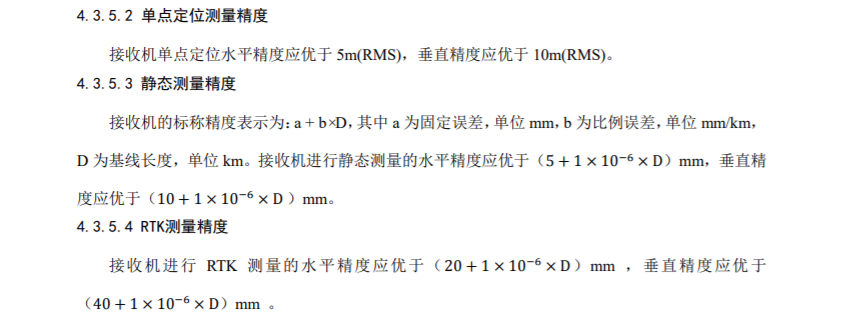 4.3.5.2 单点定位测量精度
接收机单点定位水平精度应优于 5m(RMS)，垂直精度应优于 10m(RMS)。
4.3.5.3 静态测量精度
接收机的标称精度表示为：a + b×D，其中 a 为固定误差，单位 mm，b 为比例误差，单位 mm/km，
D 为基线长度，单位 km。接收机进行静态测量的水平精度应优于（5 + 1 × 10⁻⁶ × D）mm，垂直精
度应优于（10 + 1 × 10⁻⁶ × D ）mm。
4.3.5.4 RTK测量精度
接收机进行 RTK 测量的水平精度应优于（20 + 1 × 10⁻⁶ × D）mm ，垂直精度应优于
（40 + 1 × 10⁻⁶ × D）mm 。